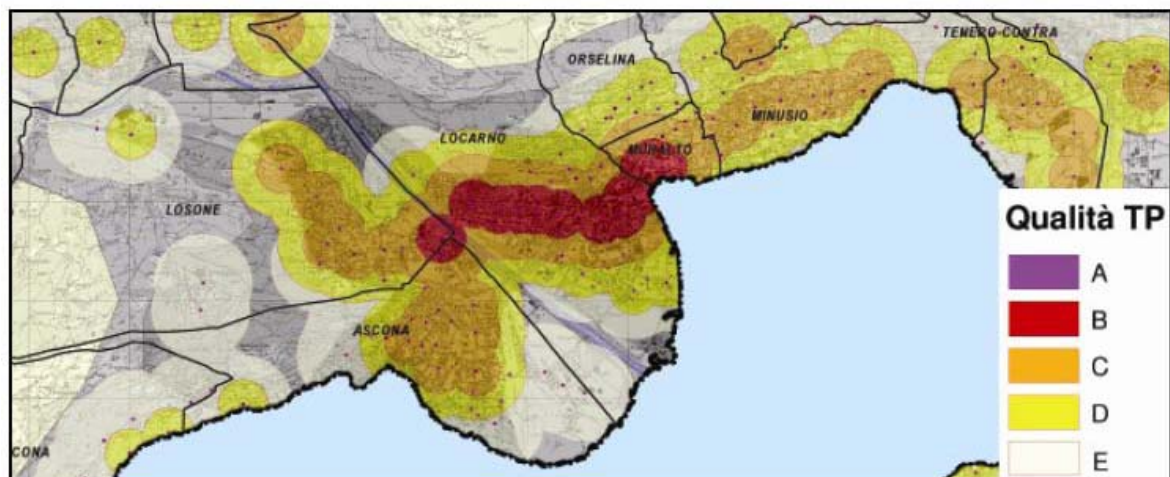 TENERO-CONTRA
ORSELINA
MINUSIO
LOCARNO
MURALTO
LOSONE
ASCONA
CONA
Qualità TP
A
B
C
D
E